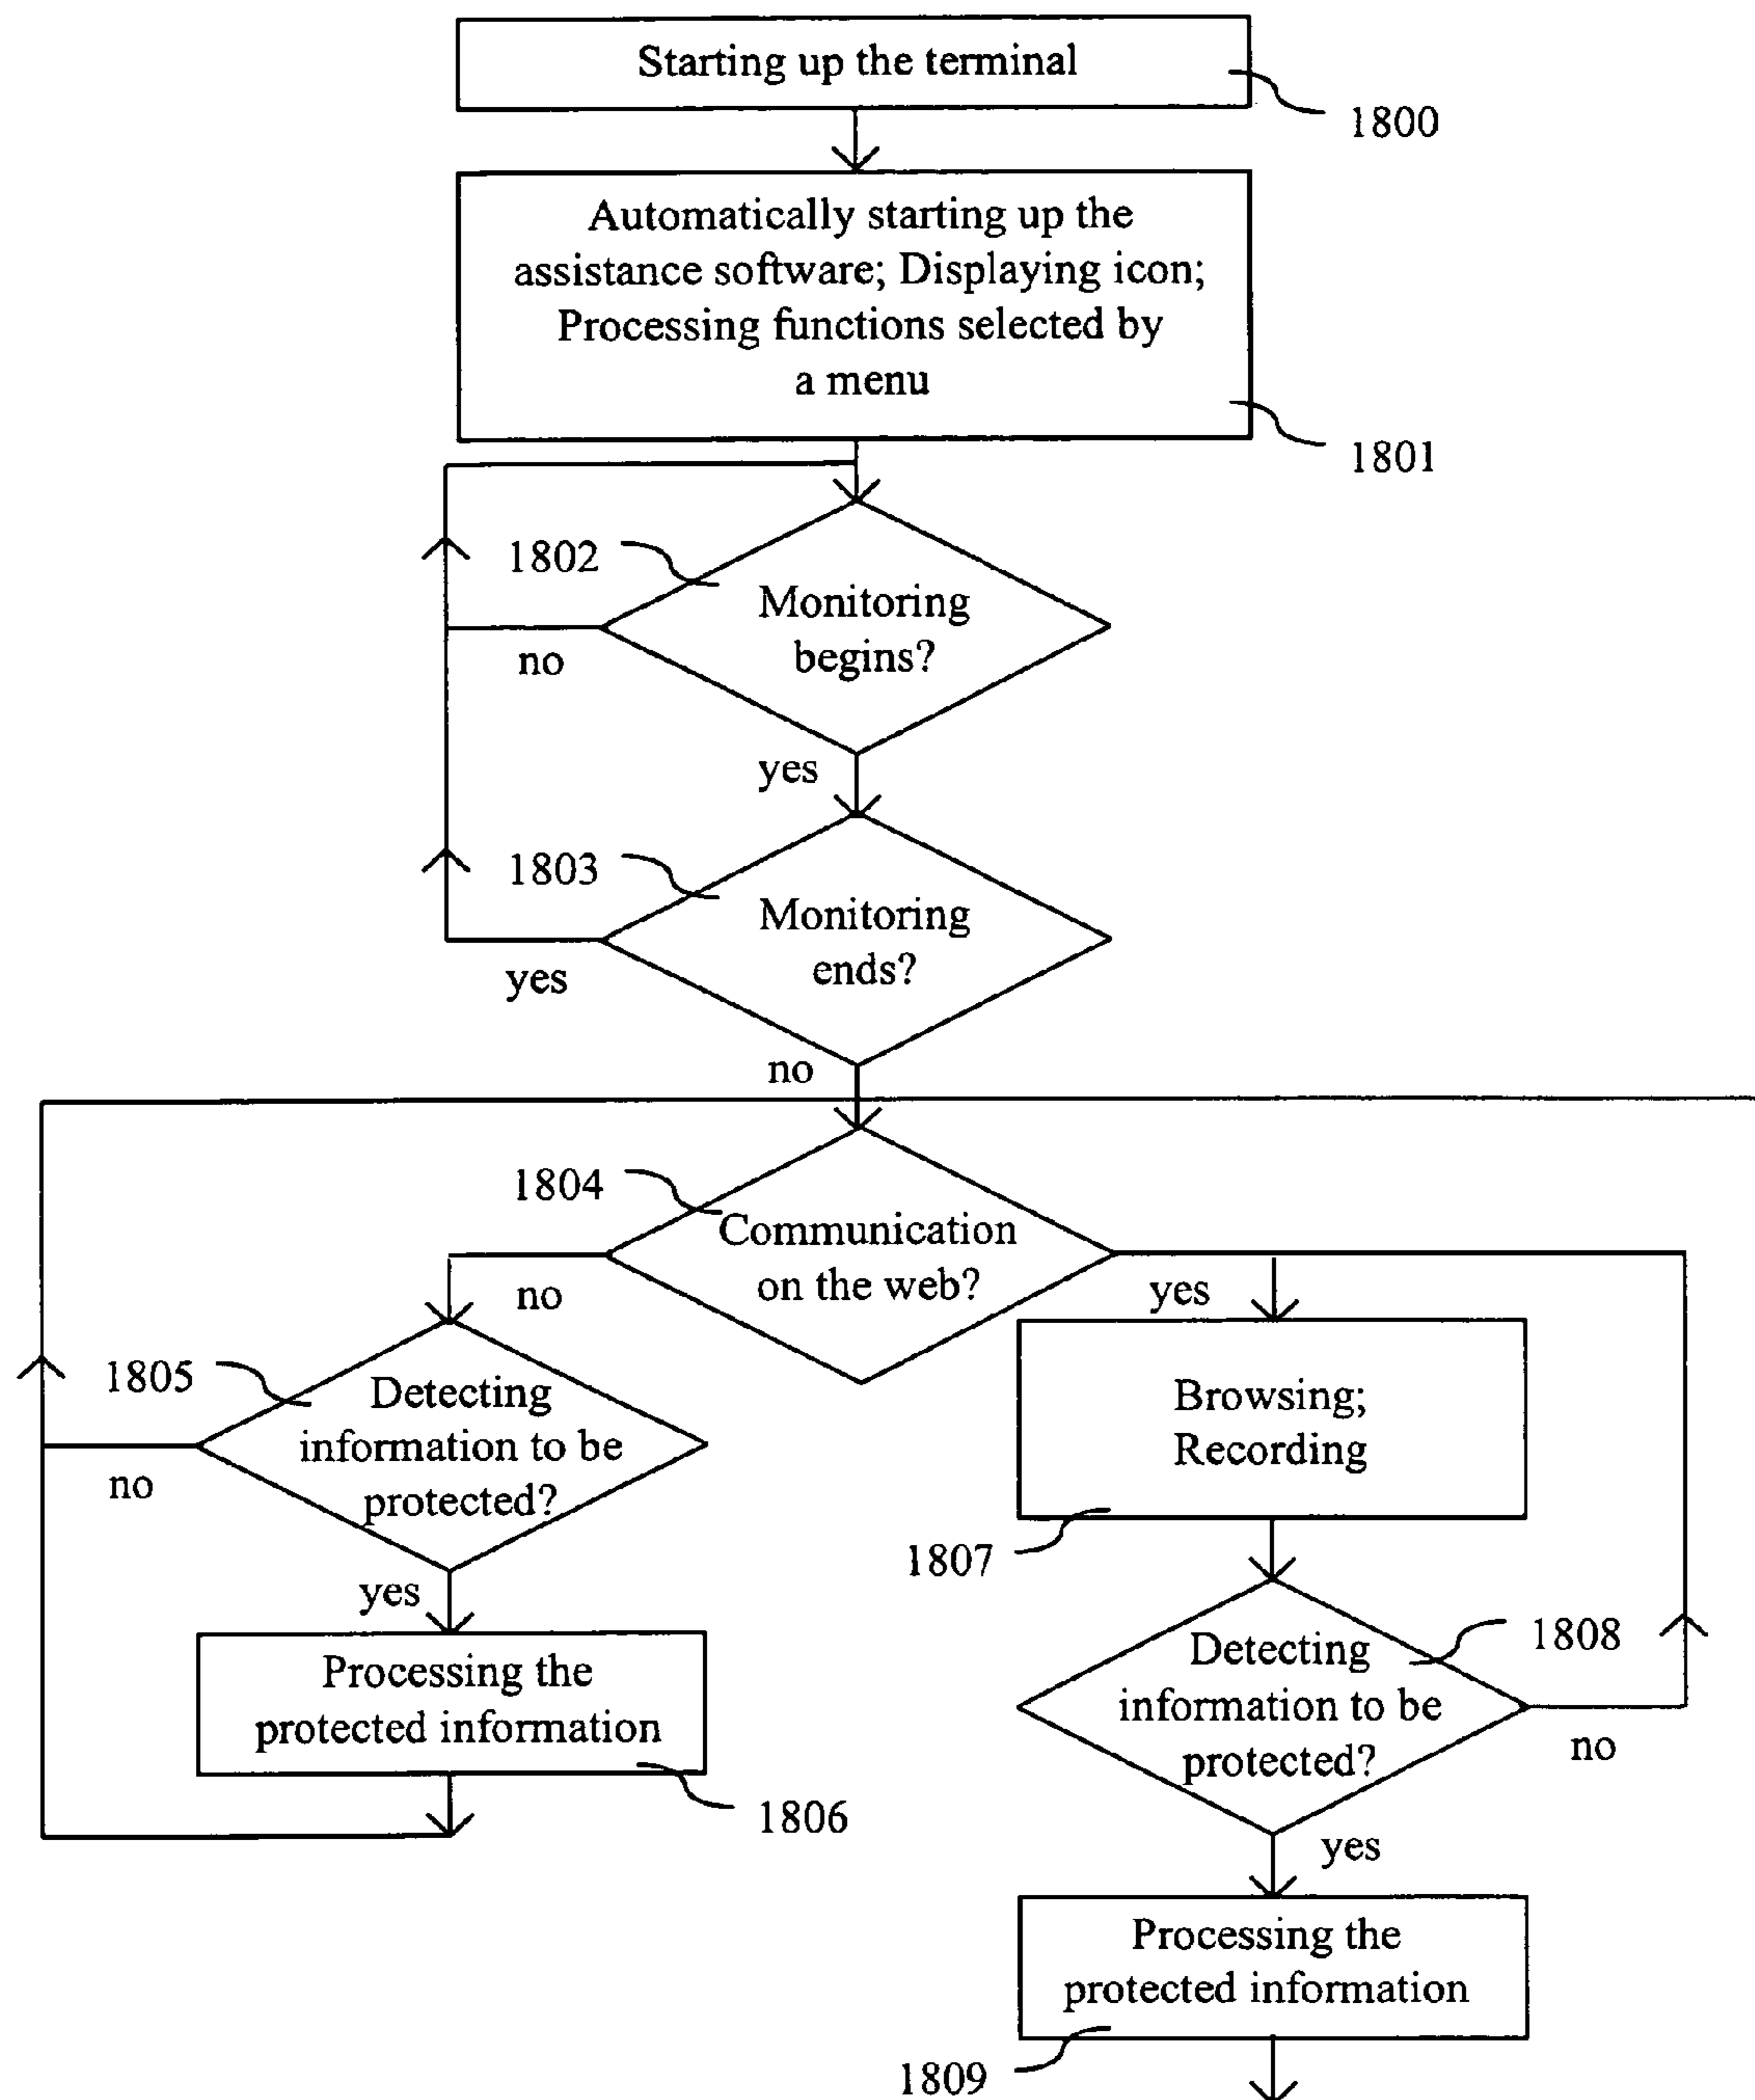 Starting up the terminal
1800
Automatically starting up the
assistance software; Displaying icon;
Processing functions selected by
a menu
1801
1802
Monitoring
begins?
no
yes
1803
Monitoring
ends?
yes
no
1804
Communication
on the web?
no
yes
1805
Detecting
information to be
protected?
no
yes
Browsing;
Recording
1807
Processing the
protected information
1806
1808
Detecting
information to be
protected?
no
yes
Processing the
protected information
1809